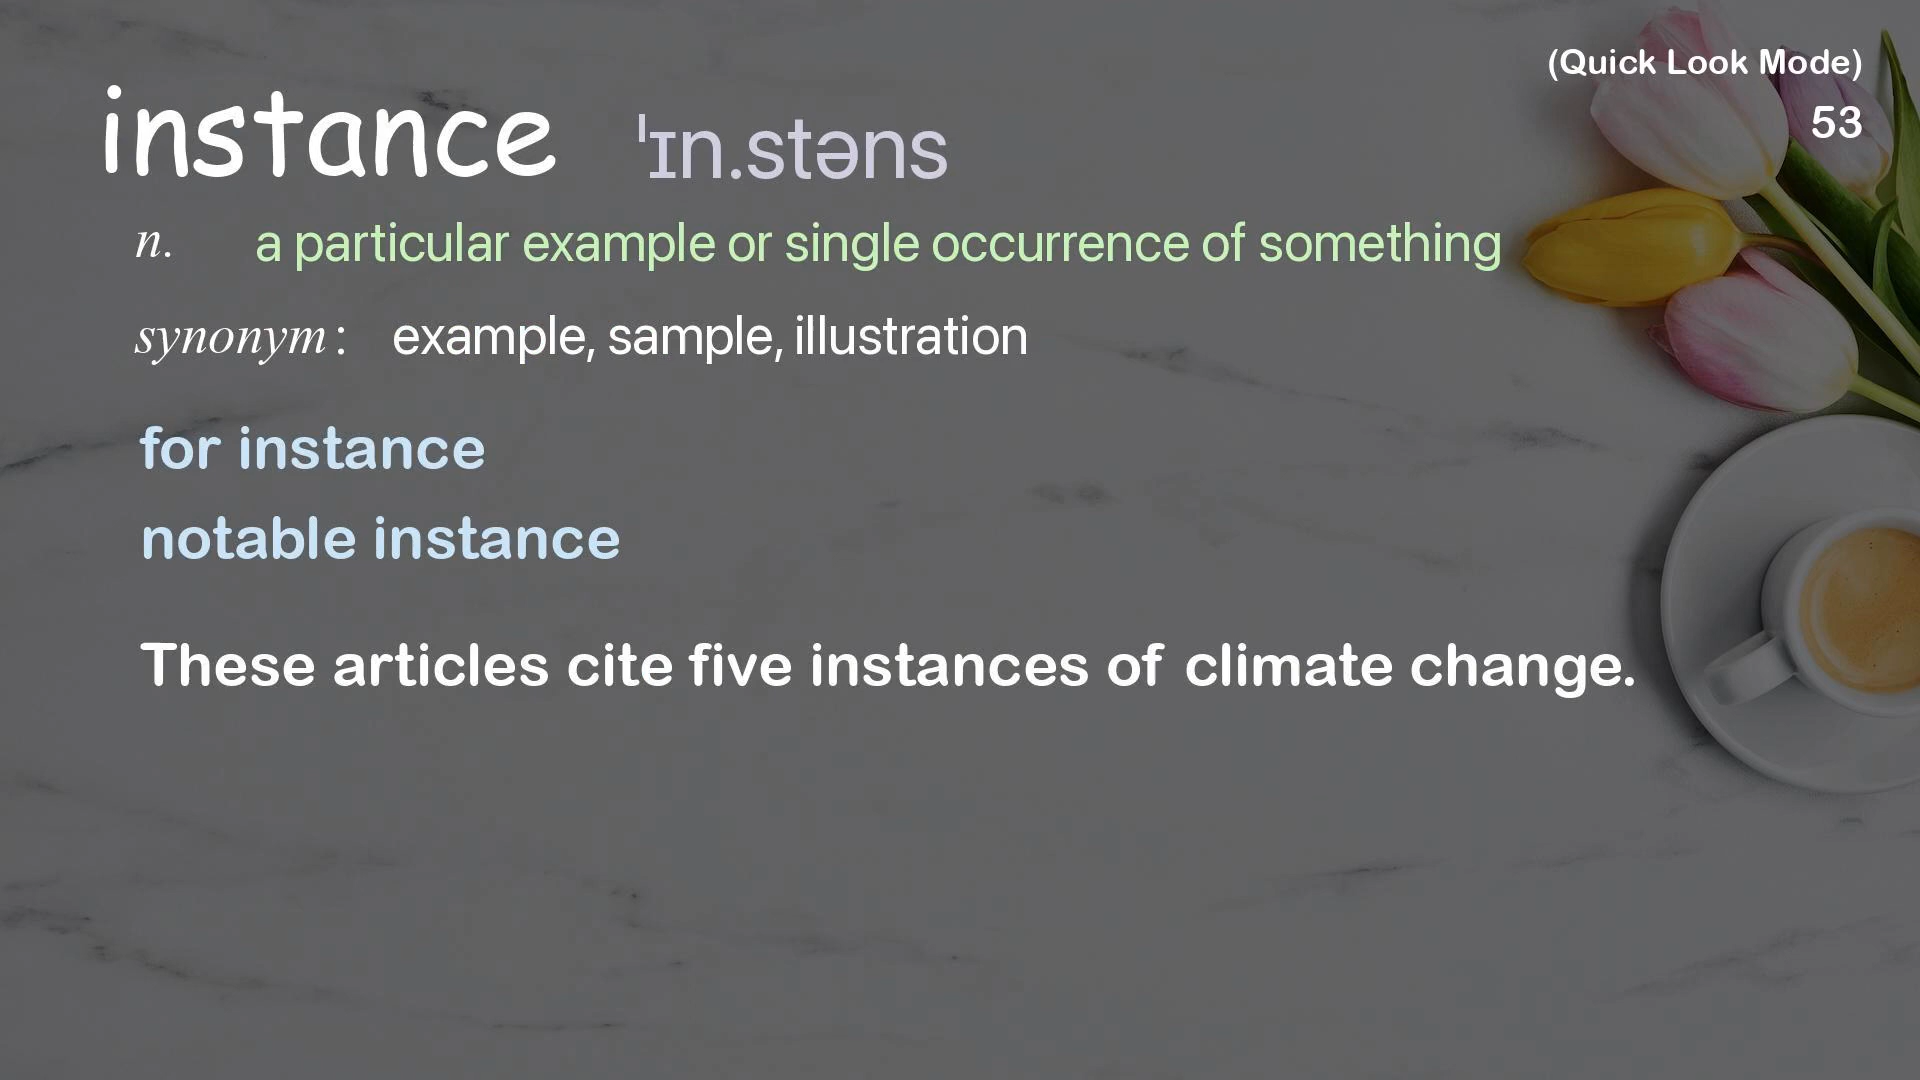 (Quick Look Mode)
53
instance ˈɪn.stəns
n. a particular example or single occurrence of something
synonym : example, sample, illustration
for instance
notable instance
These articles cite five instances of climate change.